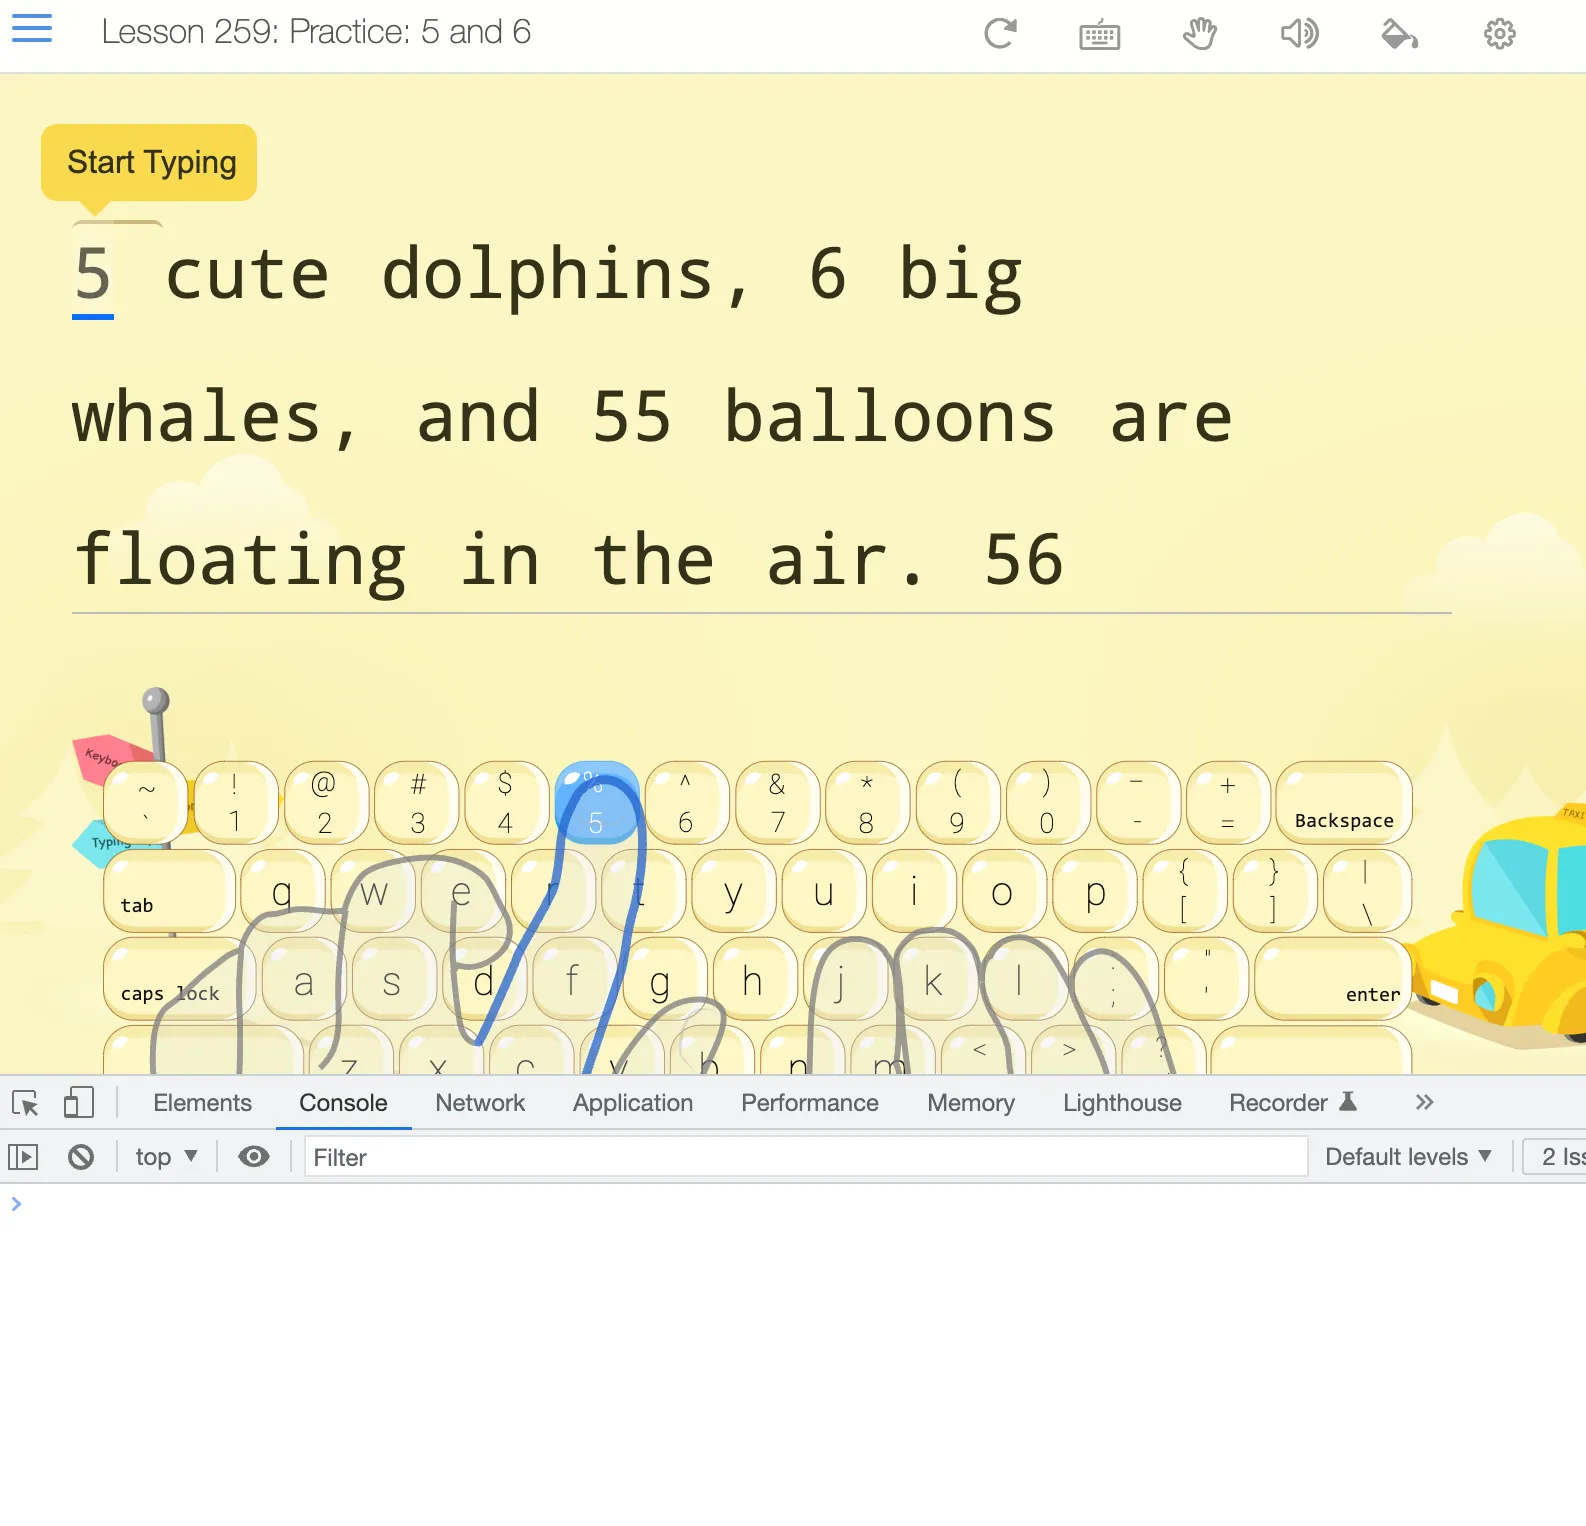 Lesson 259: Practice: 5 and 6
Start Typing
5 cute dolphins, 6 big
whales, and 55 balloons are
floating in the air. 56
~ ! @ # $ % ^ & * ( ) _ +
` 1 2 3 4 5 6 7 8 9 0 - = Backspace
Typing
tab q w e r t y u i o p { [ } ] | \
caps lock a s d f g h j k l : ; " ' enter
z x c v b n m < > ?
TAXI
Elements Console Network Application Performance Memory Lighthouse Recorder
top Filter Default levels 2 Iss